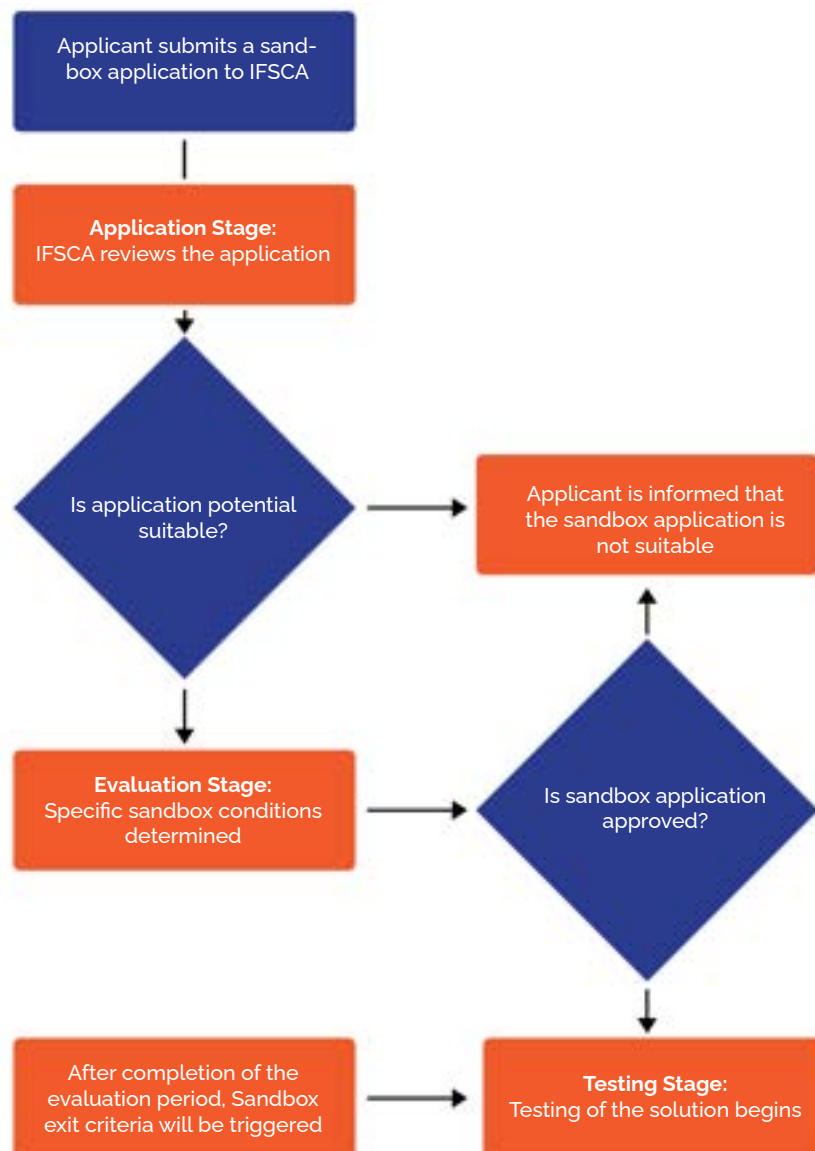 Applicant submits a sand-
box application to IFSCA
Application Stage:
IFSCA reviews the application
Is application potential
suitable?
Applicant is informed that
the sandbox application is
not suitable
Evaluation Stage:
Specific sandbox conditions
determined
Is sandbox application
approved?
After completion of the
evaluation period, Sandbox
exit criteria will be triggered
Testing Stage:
Testing of the solution begins